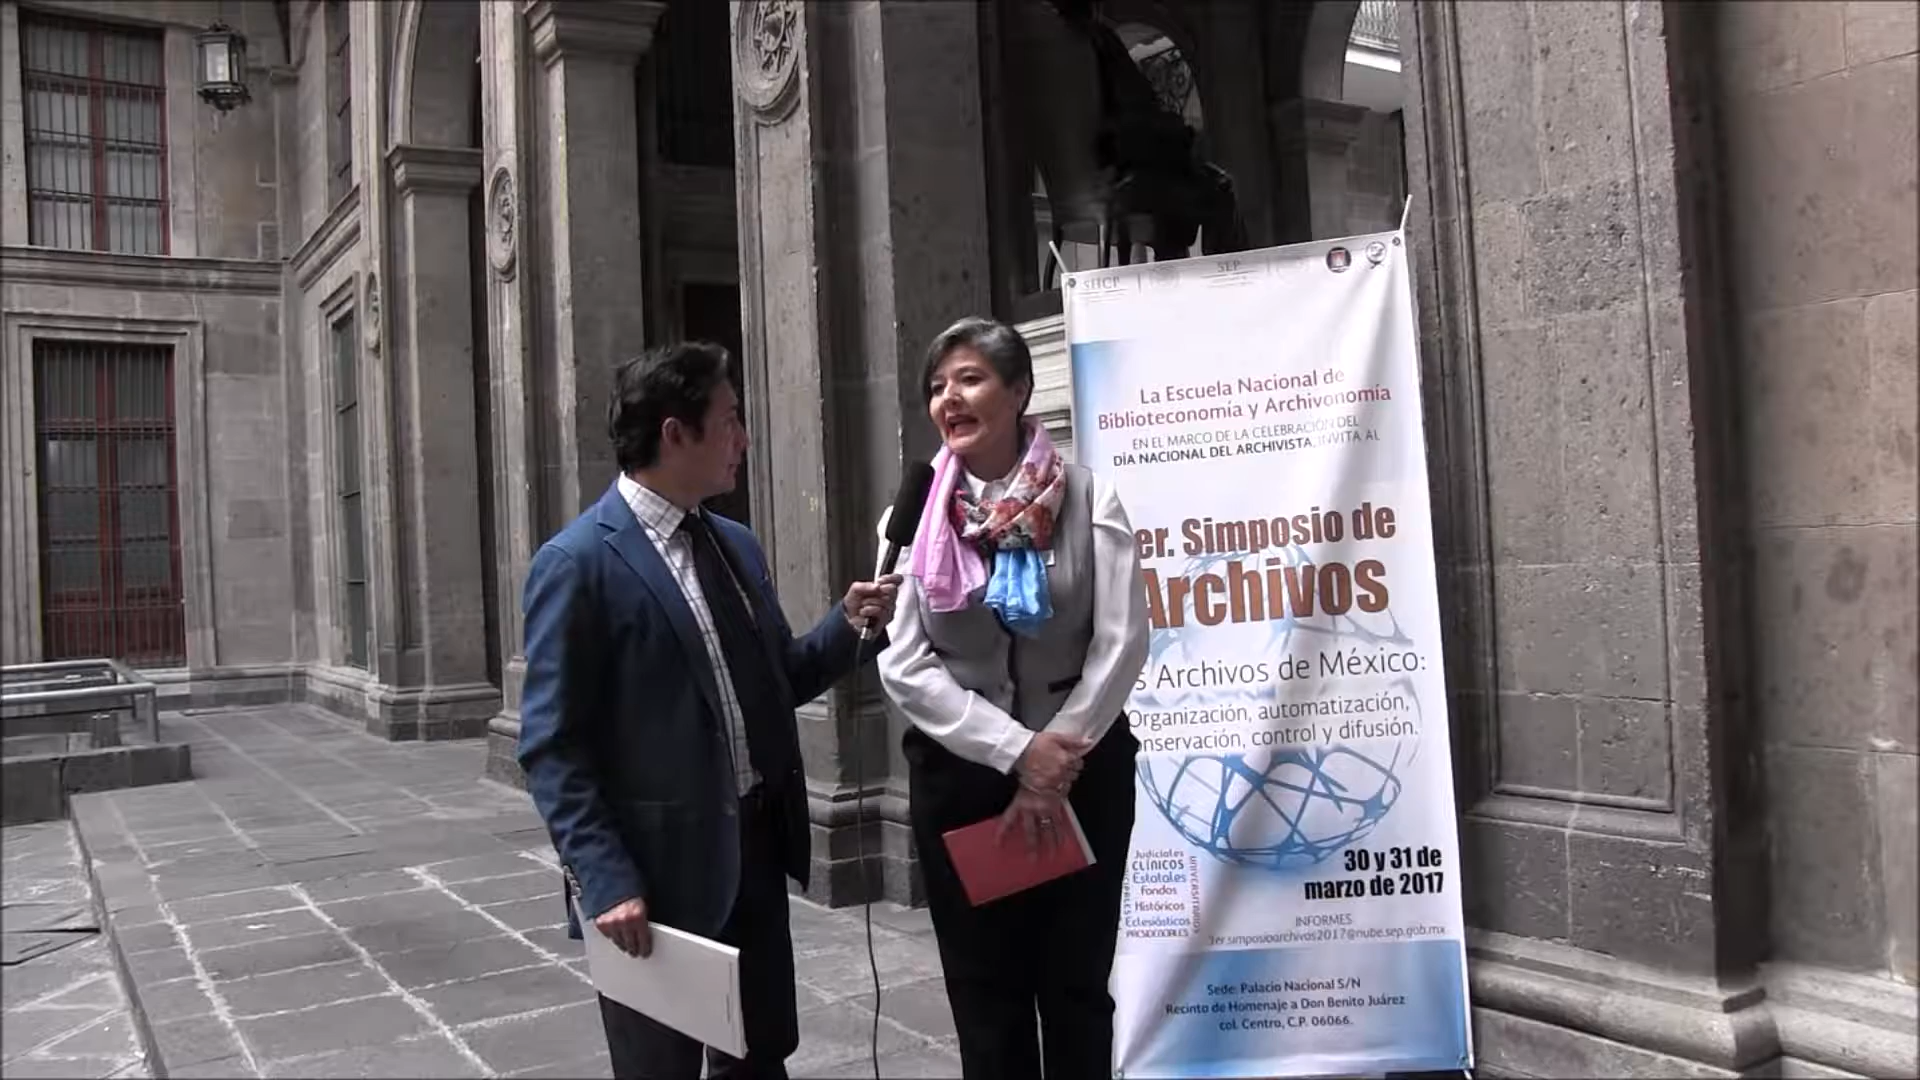 SHCP
SEP
La Escuela Nacional de
Biblioteconomía y Archivonomía
EN EL MARCO DE LA CELEBRACIÓN DEL
DÍA NACIONAL DEL ARCHIVISTA, INVITA AL
er. Simposio de
Archivos
s Archivos de México:
Organización, automatización,
onservación, control y difusión.
30 y 31 de
marzo de 2017
Judiciales
CLÍNICOS
Estatales
fondos
Históricos
Eclesiásticos
PRESIDENCIALES
UNIVERSITARIOS
INFORMES
1er.simposioarchivos2017@nube.sep.gob.mx
Sede: Palacio Nacional S/N
Recinto de Homenaje a Don Benito Juárez
col. Centro, C.P. 06066.